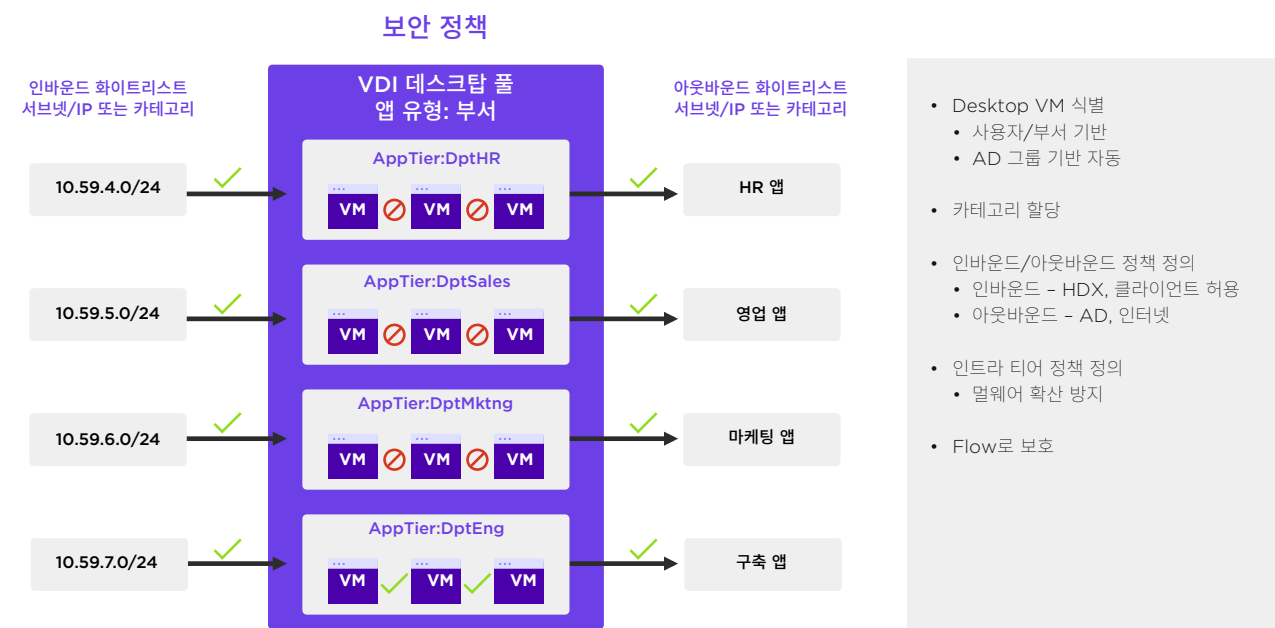 보안 정책
인바운드 화이트리스트
서브넷/IP 또는 카테고리
VDI 데스크탑 풀
앱 유형: 부서
아웃바운드 화이트리스트
서브넷/IP 또는 카테고리
AppTier:DptHR
10.59.4.0/24
VM
VM
VM
HR 앱
AppTier:DptSales
10.59.5.0/24
VM
VM
VM
영업 앱
AppTier:DptMktng
10.59.6.0/24
VM
VM
VM
마케팅 앱
AppTier:DptEng
10.59.7.0/24
VM
VM
VM
구축 앱
• Desktop VM 식별
• 사용자/부서 기반
• AD 그룹 기반 자동
• 카테고리 할당
• 인바운드/아웃바운드 정책 정의
• 인바운드 – HDX, 클라이언트 허용
• 아웃바운드 – AD, 인터넷
• 인트라 티어 정책 정의
• 멀웨어 확산 방지
• Flow로 보호